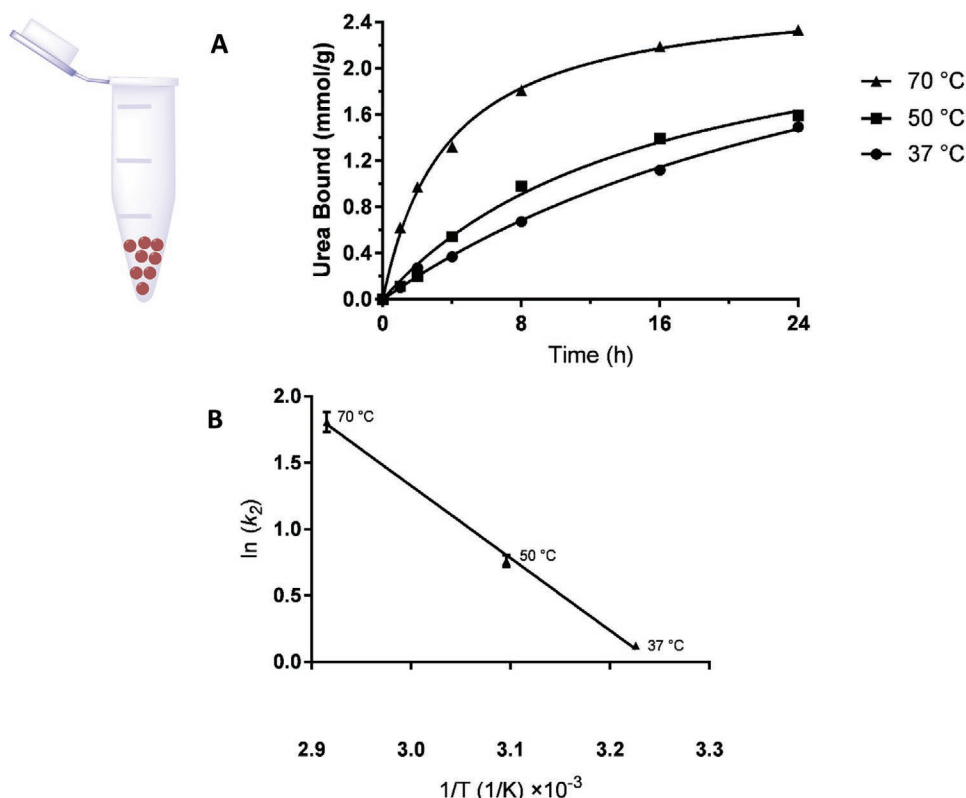 A
Urea Bound (mmol/g)
2.4
2.0
1.6
1.2
0.8
0.4
0.0
0 8 16 24
Time (h)
70 °C
50 °C
37 °C
B
ln (k₂)
2.0
1.5
1.0
0.5
0.0
70 °C
50 °C
37 °C
2.9 3.0 3.1 3.2 3.3
1/T (1/K) ×10⁻³